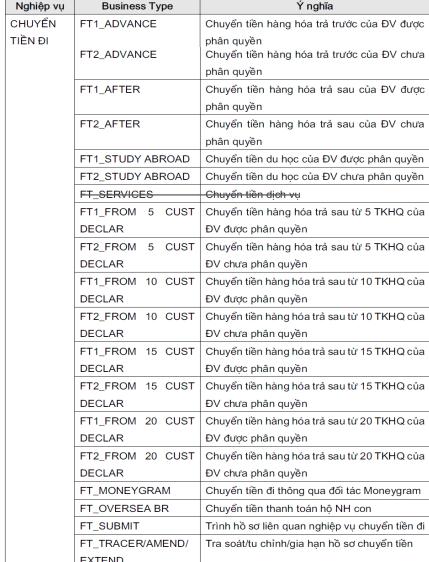 Nghiệp vụ Business Type Ý nghĩa
CHUYỂN FT1_ADVANCE Chuyển tiền hàng hóa trả trước của ĐV được
TIỀN ĐI phân quyền
FT2_ADVANCE Chuyển tiền hàng hóa trả trước của ĐV chưa
phân quyền
FT1_AFTER Chuyển tiền hàng hóa trả sau của ĐV được
phân quyền
FT2_AFTER Chuyển tiền hàng hóa trả sau của ĐV chưa
phân quyền
FT1_STUDY ABROAD Chuyển tiền du học của ĐV được phân quyền
FT2_STUDY ABROAD Chuyển tiền du học của ĐV chưa phân quyền
FT_SERVICES Chuyển tiền dịch vụ
FT1_FROM 5 CUST Chuyển tiền hàng hóa trả sau từ 5 TKHQ của
DECLAR ĐV được phân quyền
FT2_FROM 5 CUST Chuyển tiền hàng hóa trả sau từ 5 TKHQ của
DECLAR ĐV chưa phân quyền
FT1_FROM 10 CUST Chuyển tiền hàng hóa trả sau từ 10 TKHQ của
DECLAR ĐV được phân quyền
FT2_FROM 10 CUST Chuyển tiền hàng hóa trả sau từ 10 TKHQ của
DECLAR ĐV chưa phân quyền
FT1_FROM 15 CUST Chuyển tiền hàng hóa trả sau từ 15 TKHQ của
DECLAR ĐV được phân quyền
FT2_FROM 15 CUST Chuyển tiền hàng hóa trả sau từ 15 TKHQ của
DECLAR ĐV chưa phân quyền
FT1_FROM 20 CUST Chuyển tiền hàng hóa trả sau từ 20 TKHQ của
DECLAR ĐV được phân quyền
FT2_FROM 20 CUST Chuyển tiền hàng hóa trả sau từ 20 TKHQ của
DECLAR ĐV chưa phân quyền
FT_MONEYGRAM Chuyển tiền đi thông qua đối tác Moneygram
FT_OVERSEA BR Chuyển tiền thanh toán hộ NH con
FT_SUBMIT Trình hồ sơ liên quan nghiệp vụ chuyển tiền đi
FT_TRACER/AMEND/ Tra soát/tu chỉnh/gia hạn hồ sơ chuyển tiền
EXTEND